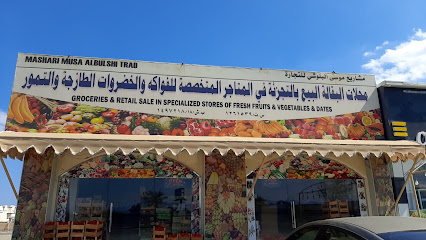 MASHARI MUSA ALBULSHI TRAD
مشاريع موسى البلوشي للتجارة
محلات البقالة البيع بالتجزئة في المتاجر المتخصصة للفواكه والخضروات الطازجة والتمور
GROCERIES & RETAIL SALE IN SPECIALIZED STORES OF FRESH FRUITS & VEGETABLES & DATES